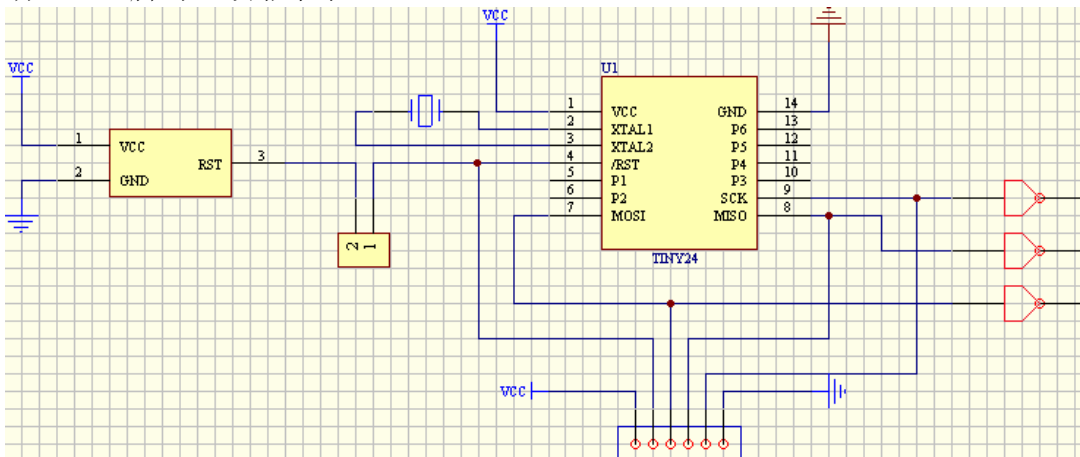 VCC
VCC
U1
1 VCC GND 14
2 XTAL1 P6 13
3 XTAL2 P5 12
4 /RST P4 11
5 P1 P3 10
6 P2 SCK 9
7 MOSI MISO 8
TINY24
1 VCC
RST 3
2 GND
2 1
VCC